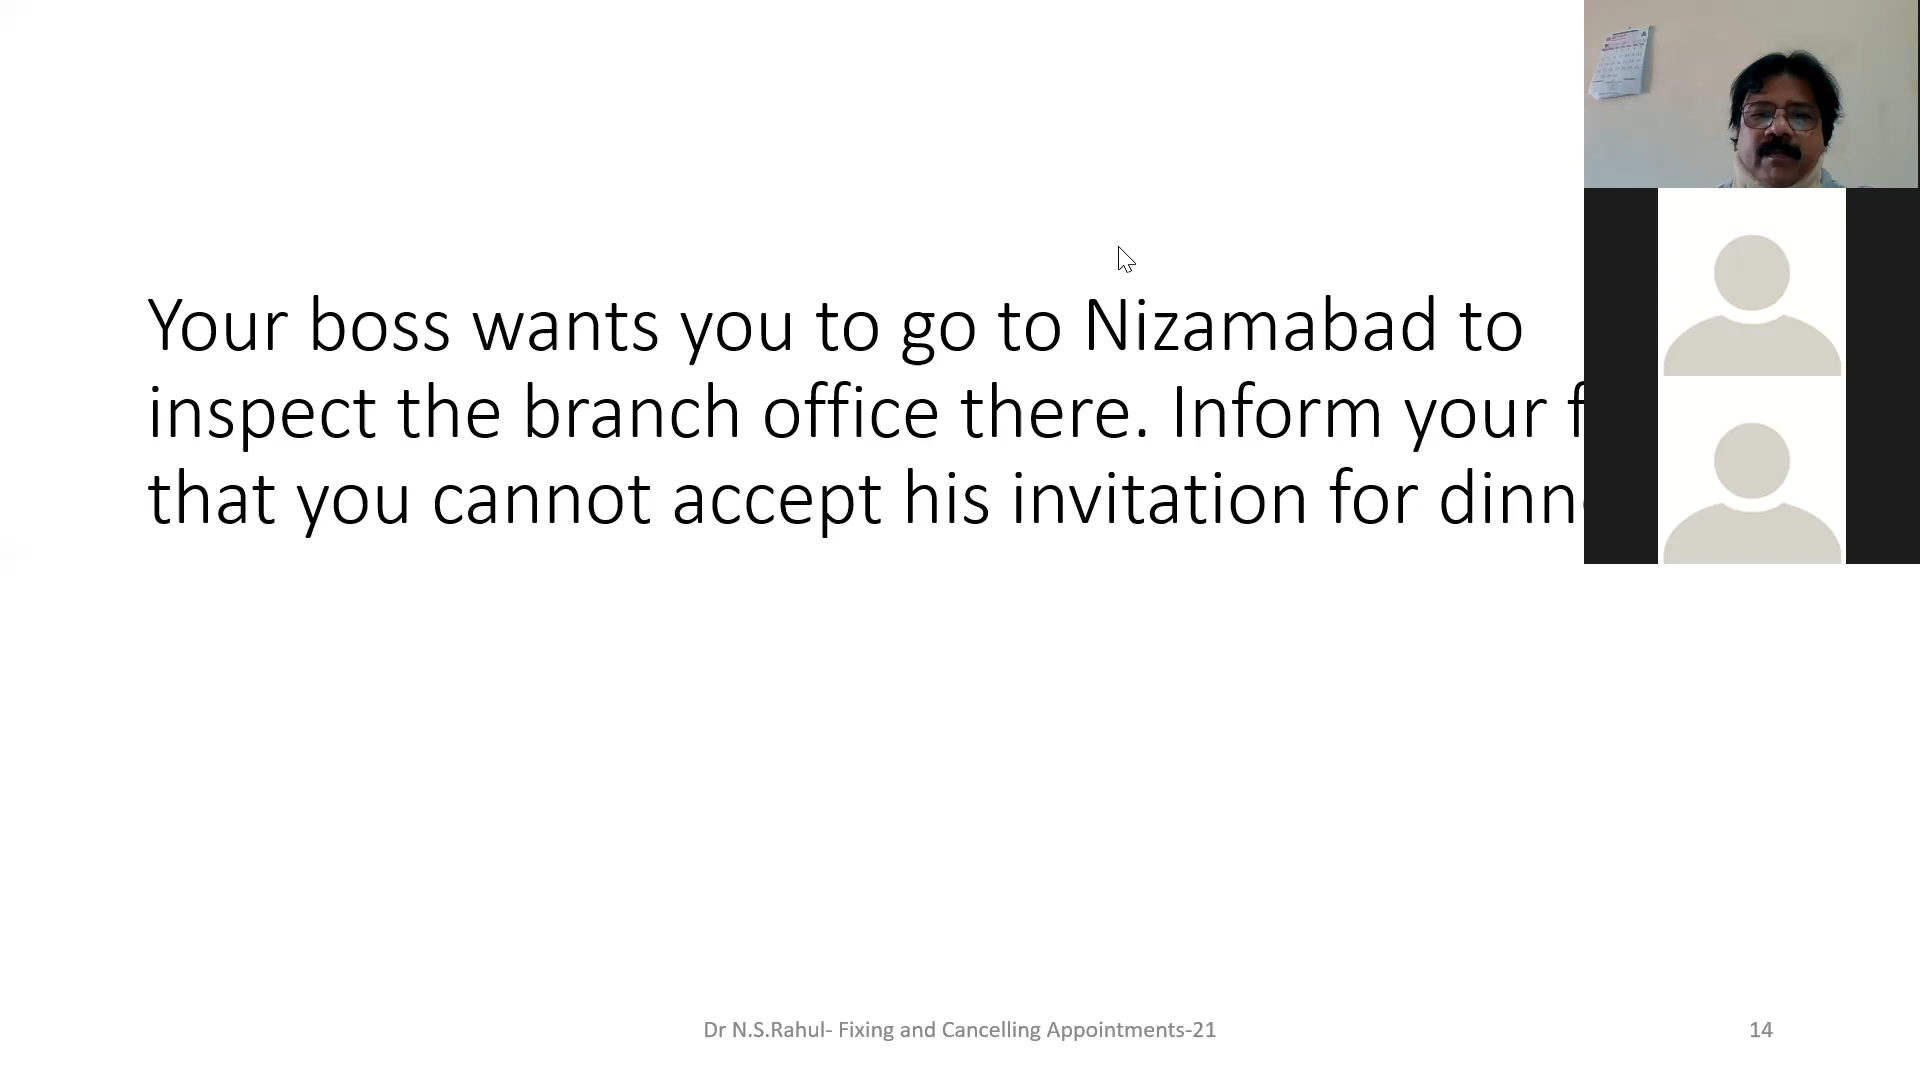 Your boss wants you to go to Nizamabad to
inspect the branch office there. Inform your
that you cannot accept his invitation for
Dr N.S.Rahul- Fixing and Cancelling Appointments-21
14